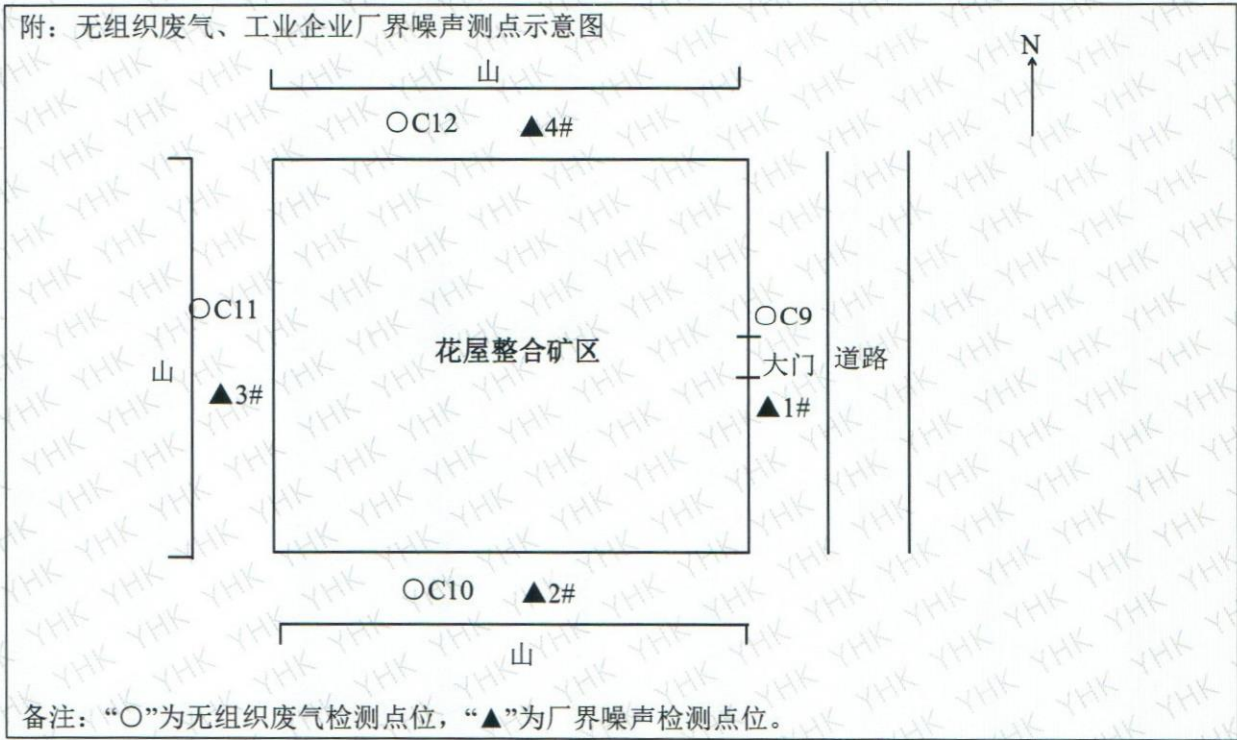 附：无组织废气、工业企业厂界噪声测点示意图
N
山
○C12 ▲4#
○C11
○C9
山
花屋整合矿区
大门
道路
▲3#
▲1#
○C10 ▲2#
山
备注：“○”为无组织废气检测点位，“▲”为厂界噪声检测点位。
YHK